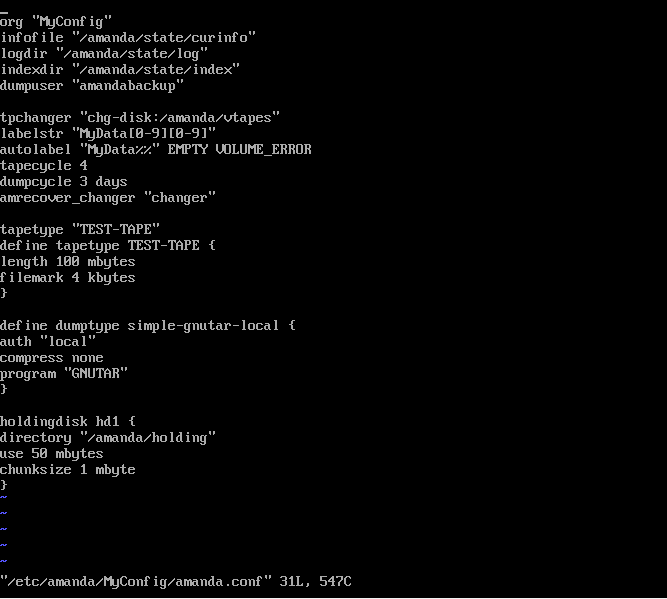 org "MyConfig"
infofile "/amanda/state/curinfo"
logdir "/amanda/state/log"
indexdir "/amanda/state/index"
dumpuser "amandabackup"

tpchanger "chg-disk:/amanda/vtapes"
labelstr "MyData[0-9][0-9]"
autolabel "MyData%%" EMPTY VOLUME_ERROR
tapecycle 4
dumpcycle 3 days
amrecover_changer "changer"

tapetype "TEST-TAPE"
define tapetype TEST-TAPE {
length 100 mbytes
filemark 4 kbytes
}

define dumptype simple-gnutar-local {
auth "local"
compress none
program "GNUTAR"
}

holdingdisk hd1 {
directory "/amanda/holding"
use 50 mbytes
chunksize 1 mbyte
}
~
~
~
~
~
"/etc/amanda/MyConfig/amanda.conf" 31L, 547C